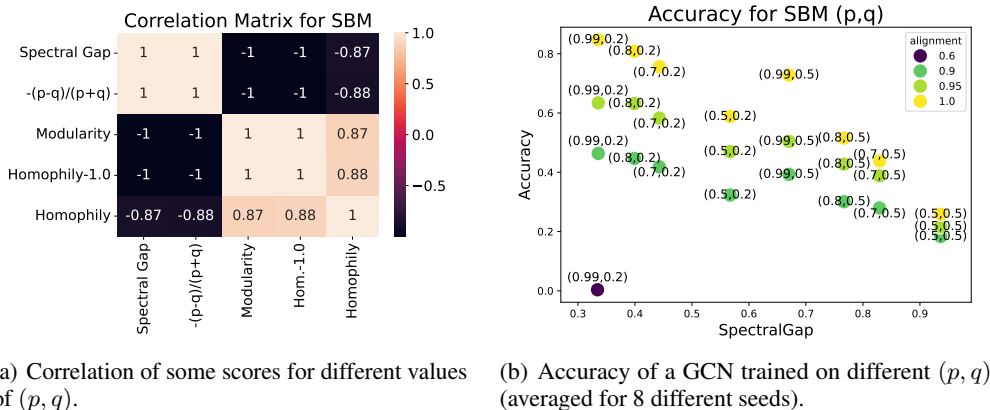 Correlation Matrix for SBM
Spectral Gap
-(p-q)/(p+q)
Modularity
Homophily-1.0
Homophily
1 1 -1 -1 -0.87
1 1 -1 -1 -0.88
-1 -1 1 1 0.87
-1 -1 1 1 0.88
-0.87 -0.88 0.87 0.88 1
Spectral Gap
-(p-q)/(p+q)
Modularity
Hom.-1.0
Homophily
1.0
0.5
0.0
−0.5
a) Correlation of some scores for different values
of (p, q).
Accuracy for SBM (p,q)
Accuracy
0.8
0.6
0.4
0.2
0.0
0.3 0.4 0.5 0.6 0.7 0.8 0.9
SpectralGap
alignment
0.6
0.9
0.95
1.0
(0.99,0.2)
(0.8,0.2)
(0.7,0.2)
(0.99,0.5)
(0.99,0.2)
(0.8,0.2)
(0.7,0.2)
(0.5,0.2)
(0.99,0.2)
(0.8,0.2)
(0.7,0.2)
(0.5,0.2)
(0.99,0.5)
(0.8,0.5)
(0.7,0.5)
(0.5,0.2)
(0.99,0.5)
(0.8,0.5)
(0.7,0.5)
(0.8,0.5)
(0.7,0.5)
(0.5,0.5)
(0.5,0.5)
(0.5,0.5)
(0.99,0.2)
(b) Accuracy of a GCN trained on different (p, q)
(averaged for 8 different seeds).